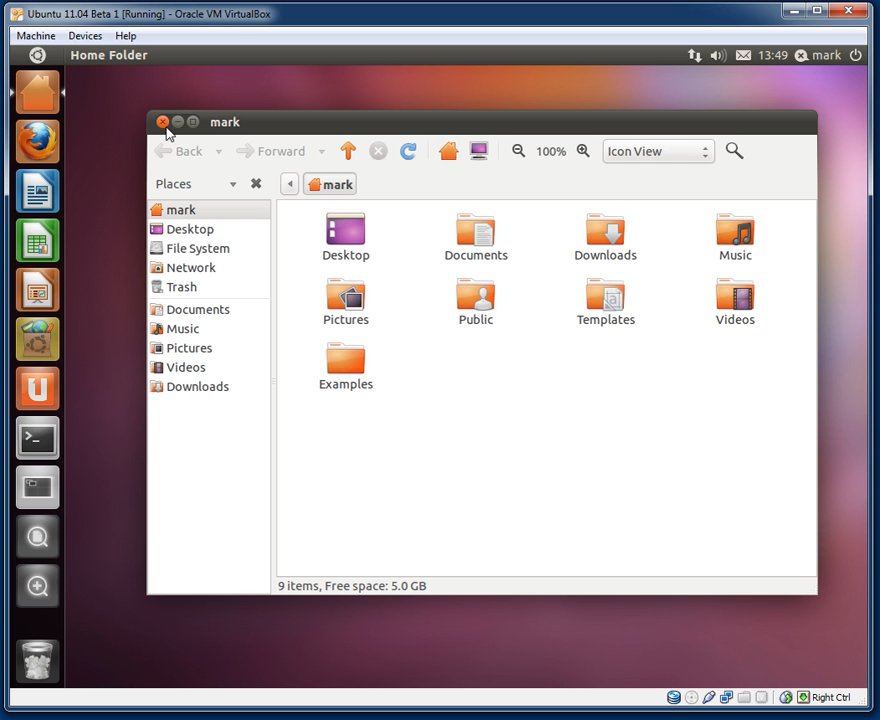 Ubuntu 11.04 Beta 1 [Running] - Oracle VM VirtualBox
Machine Devices Help
Home Folder 13:49 mark
mark
Back Forward 100% Icon View
Places mark
mark
Desktop
File System
Network
Trash
Documents
Music
Pictures
Videos
Downloads
Desktop Documents Downloads Music
Pictures Public Templates Videos
Examples
9 items, Free space: 5.0 GB
Right Ctrl